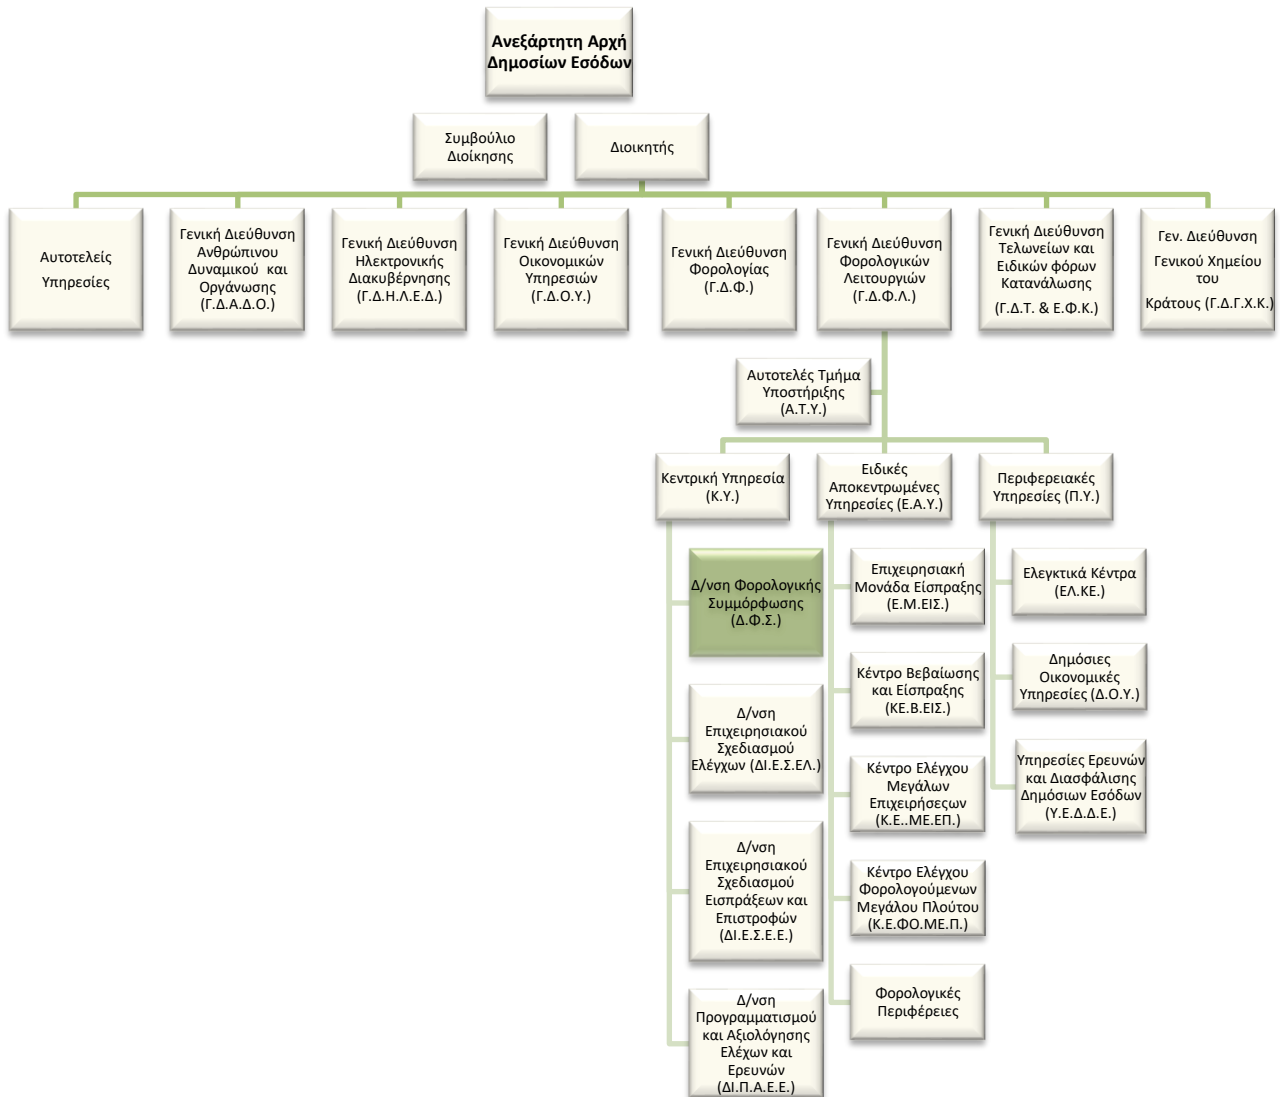 Ανεξάρτητη Αρχή
Δημοσίων Εσόδων
Συμβούλιο
Διοίκησης
Διοικητής
Αυτοτελείς
Υπηρεσίες
Γενική Διεύθυνση
Ανθρώπινου
Δυναμικού και
Οργάνωσης
(Γ.Δ.Α.Δ.Ο.)
Γενική Διεύθυνση
Ηλεκτρονικής
Διακυβέρνησης
(Γ.Δ.Η.Λ.Ε.Δ.)
Γενική Διεύθυνση
Οικονομικών
Υπηρεσιών
(Γ.Δ.Ο.Υ.)
Γενική Διεύθυνση
Φορολογίας
(Γ.Δ.Φ.)
Γενική Διεύθυνση
Φορολογικών
Λειτουργιών
(Γ.Δ.Φ.Λ.)
Γενική Διεύθυνση
Τελωνείων και
Ειδικών φόρων
Κατανάλωσης
(Γ.Δ.Τ. & Ε.Φ.Κ.)
Γεν. Διεύθυνση
Γενικού Χημείου
του
Κράτους (Γ.Δ.Γ.Χ.Κ.)
Αυτοτελές Τμήμα
Υποστήριξης
(Α.Τ.Υ.)
Κεντρική Υπηρεσία
(Κ.Υ.)
Δ/νση Φορολογικής
Συμμόρφωσης
(Δ.Φ.Σ.)
Δ/νση
Επιχειρησιακού
Σχεδιασμού
Ελέγχων (ΔΙ.Ε.Σ.ΕΛ.)
Δ/νση
Επιχειρησιακού
Σχεδιασμού
Εισπράξεων και
Επιστροφών
(ΔΙ.Ε.Σ.Ε.Ε.)
Δ/νση
Προγραμματισμού
και Αξιολόγησης
Ελέχων και
Ερευνών
(ΔΙ.Π.Α.Ε.Ε.)
Ειδικές
Αποκεντρωμένες
Υπηρεσίες (Ε.Α.Υ.)
Επιχειρησιακή
Μονάδα Είσπραξης
(Ε.Μ.ΕΙΣ.)
Κέντρο Βεβαίωσης
και Είσπραξης
(ΚΕ.Β.ΕΙΣ.)
Κέντρο Ελέγχου
Μεγάλων
Επιχειρήσεςων
(Κ.Ε..ΜΕ.ΕΠ.)
Κέντρο Ελέγχου
Φορολογούμενων
Μεγάλου Πλούτου
(Κ.Ε.ΦΟ.ΜΕ.Π.)
Φορολογικές
Περιφέρειες
Περιφερειακές
Υπηρεσίες (Π.Υ.)
Ελεγκτικά Κέντρα
(ΕΛ.ΚΕ.)
Δημόσιες
Οικονομικές
Υπηρεσίες (Δ.Ο.Υ.)
Υπηρεσίες Ερευνών
και Διασφάλισης
Δημόσιων Εσόδων
(Υ.Ε.Δ.Δ.Ε.)